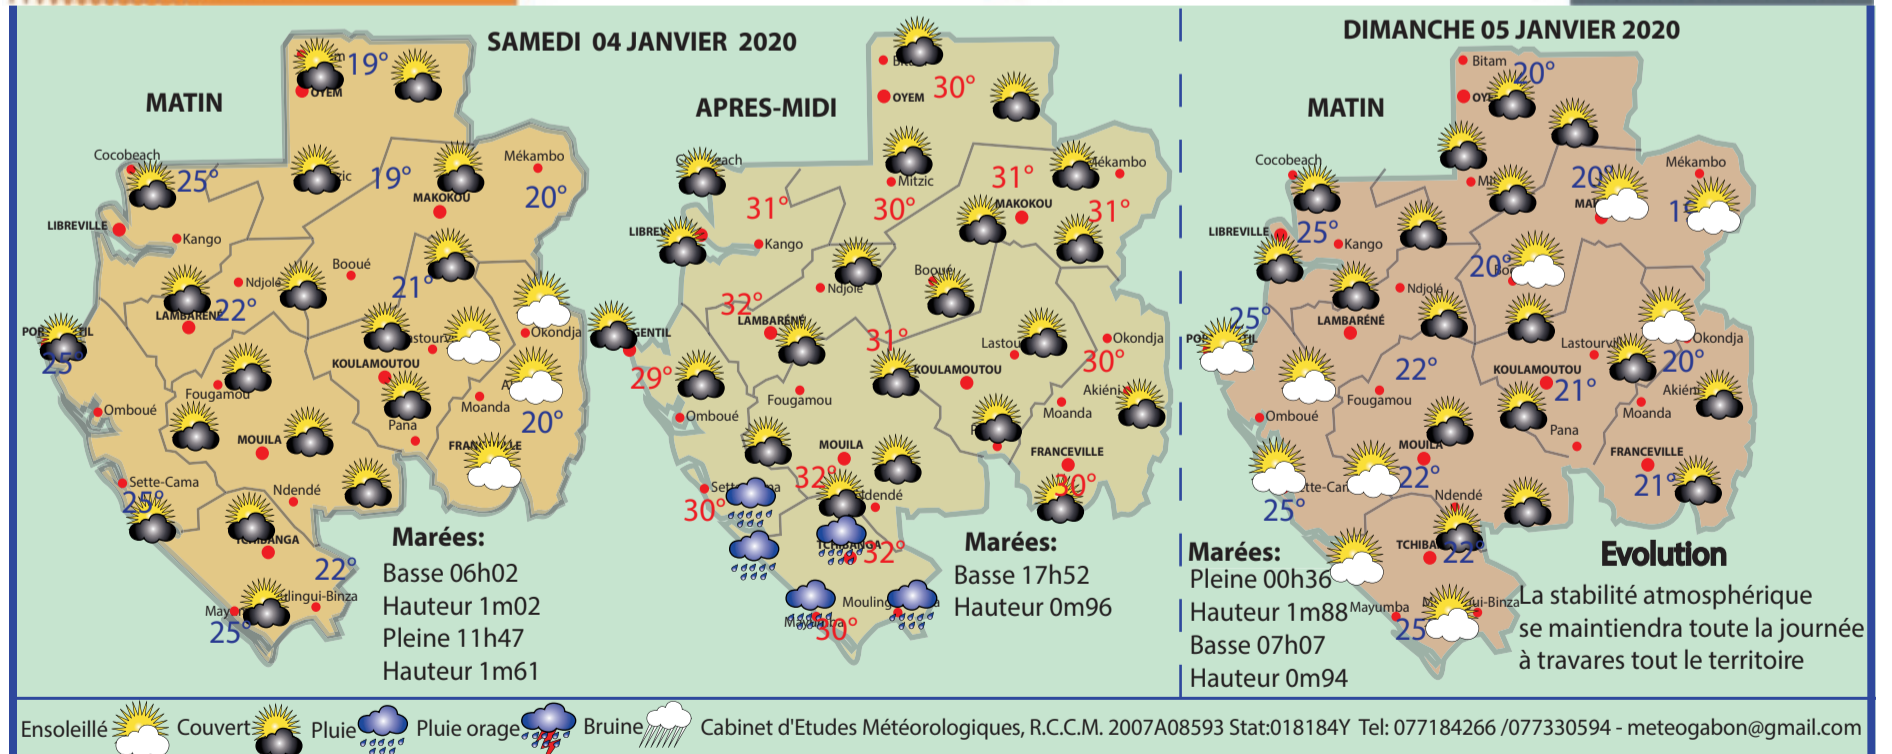 SAMEDI 04 JANVIER 2020
MATIN
19°
OYEM
19°
Cocobeach
25°
Mékambo
20°
MAKOKOU
LIBREVILLE
Kango
Booué
Ndjolé
21°
22°
LAMBARÉNÉ
25°
Okondja
KOULAMOUTOU
Fougamou
Moanda
20°
Omboué
Pana
MOUILA
Sette-Cama
25°
Ndendé
22°
25°
Marées:
Basse 06h02
Hauteur 1m02
Pleine 11h47
Hauteur 1m61
APRES-MIDI
30°
OYEM
Mitzic
31°
30°
31°
MAKOKOU
31°
Kango
Booué
Ndjolé
32°
LAMBARÉNÉ
31°
Okondja
30°
29°
KOULAMOUTOU
Fougamou
Moanda
Omboué
MOUILA
FRANCEVILLE
32°
30°
30°
32°
30°
Marées:
Basse 17h52
Hauteur 0m96
DIMANCHE 05 JANVIER 2020
MATIN
Bitam
20°
Cocobeach
Mékambo
20°
LIBREVILLE
25°
Kango
20°
Ndjolé
25°
LAMBARÉNÉ
Lastourville
Okondja
20°
22°
KOULAMOUTOU
21°
Fougamou
Moanda
Omboué
Pana
MOUILA
FRANCEVILLE
22°
21°
25°
Ndendé
22°
Mayumba
25
Marées:
Pleine 00h36
Hauteur 1m88
Basse 07h07
Hauteur 0m94
Evolution
La stabilité atmosphérique
se maintiendra toute la journée
à travares tout le territoire
Ensoleillé Couvert Pluie Pluie orage Bruine Cabinet d'Etudes Météorologiques, R.C.C.M. 2007A08593 Stat:018184Y Tel: 077184266 /077330594 - meteogabon@gmail.com